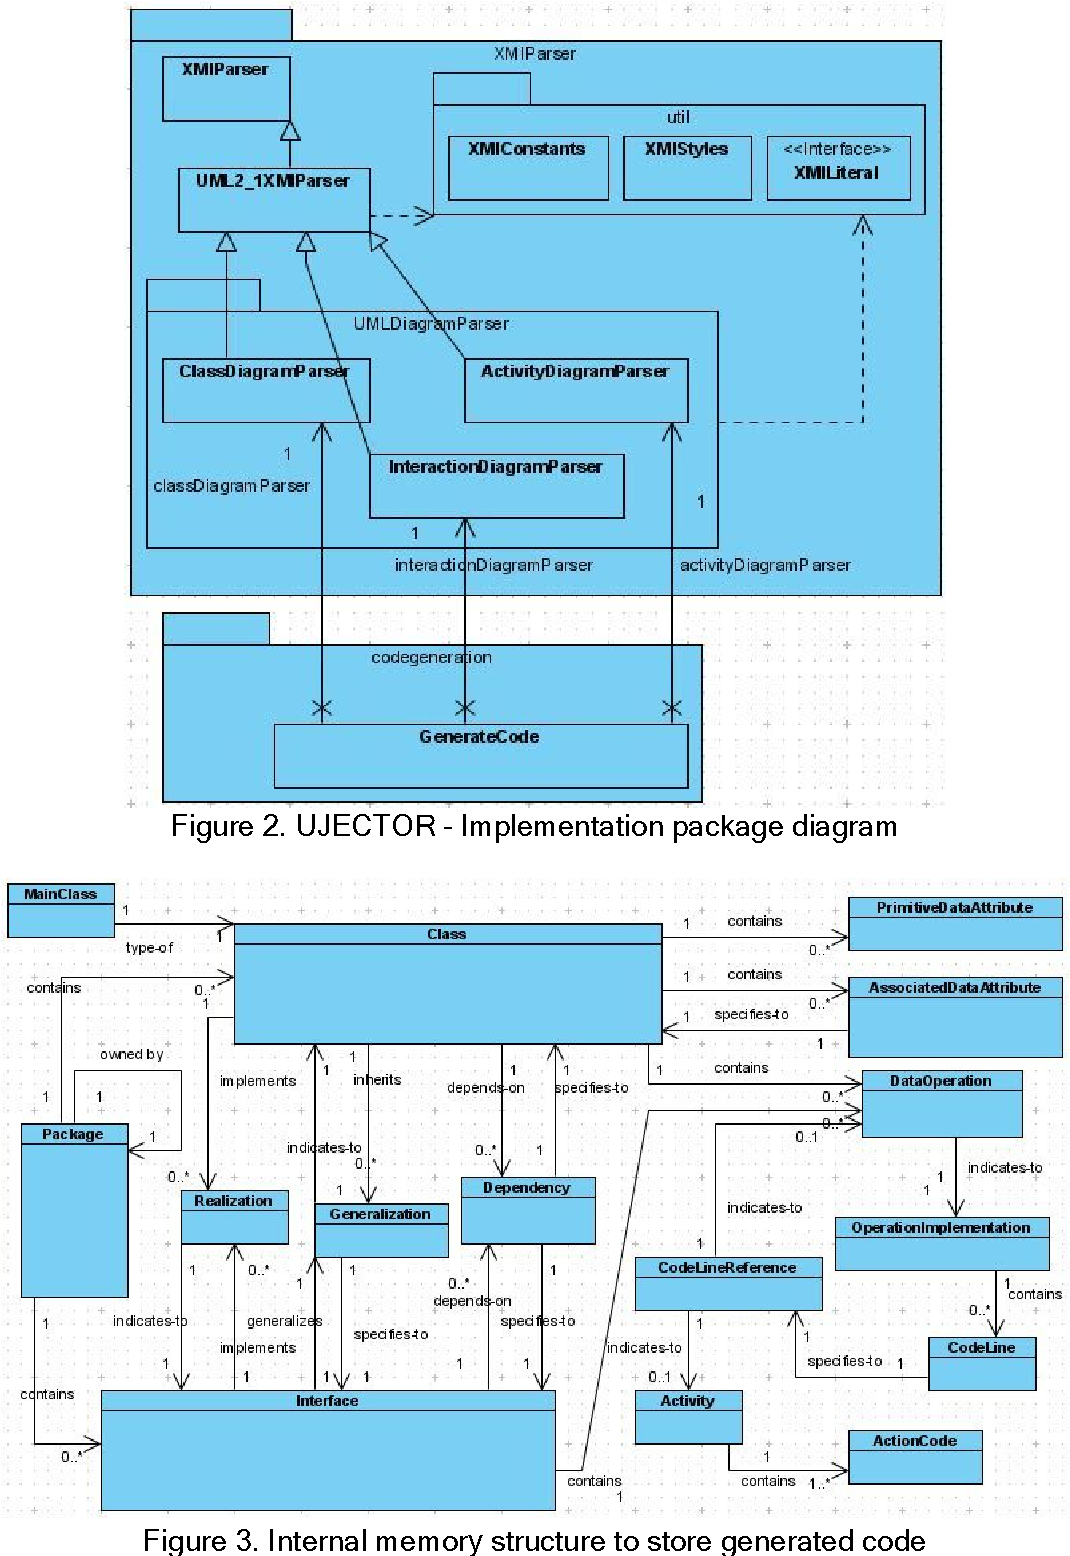 XMIParser
XMIParser
util
XMIConstants
XMIStyles
<<Interface>>
XMILiteral
UML2_1XMIParser
UMLDiagramParser
ClassDiagramParser
ActivityDiagramParser
1
InteractionDiagramParser
classDiagramParser
1
1
interactionDiagramParser
activityDiagramParser
codegeneration
GenerateCode
Figure 2. UJECTOR - Implementation package diagram
MainClass
1
type-of
1
Class
1
contains
0..*
PrimitiveDataAttribute
contains
0..*
1
1
contains
0..*
AssociatedDataAttribute
1
specifies-to
1
owned by
1
1
1
Package
implements
1
1
inherits
1
depends-on
1
specifies-to
1
contains
0..*
DataOperation
0..*
0..1
indicates-to
0..*
0..*
1
0..*
1
Realization
Generalization
Dependency
indicates-to
1
1
OperationImplementation
indicates-to
1
CodeLineReference
1
contains
0..*
1
1
0..*
1
1
0..*
1
depends-on
indicates-to
generalizes
implements
specifies-to
specifies-to
1
contains
0..*
1
1
1
1
1
1
Interface
contains
1
1
indicates-to
0..1
1
specifies-to
1
CodeLine
Activity
1
contains
1..*
ActionCode
Figure 3. Internal memory structure to store generated code